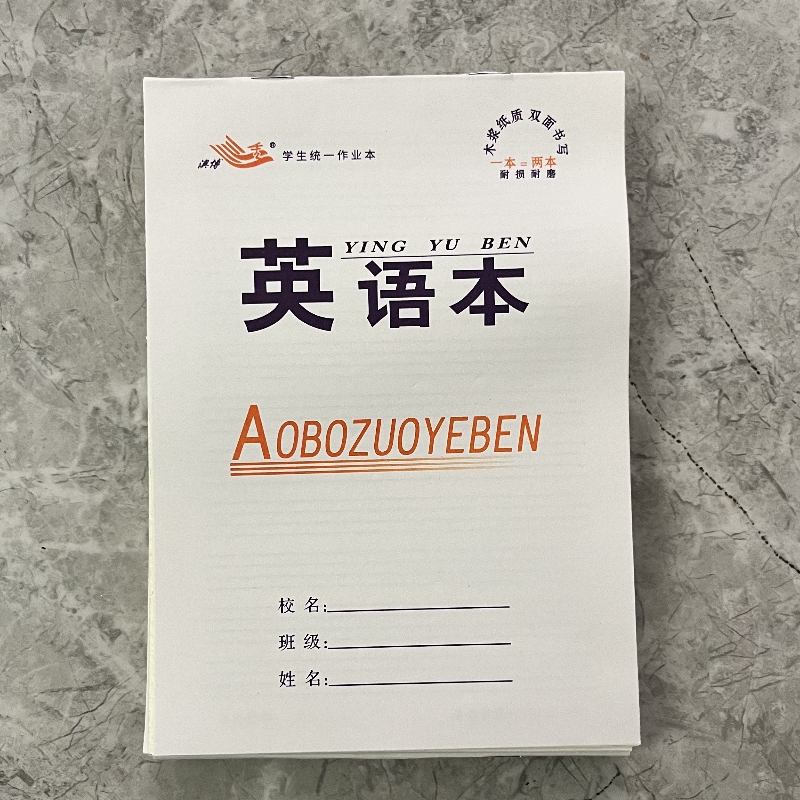 学生统一作业本
木浆纸质 双面书写
一本=两本
耐损耐磨
YING YU BEN
英语本
AOBOZUOYEBEN
校名:
班级:
姓名: